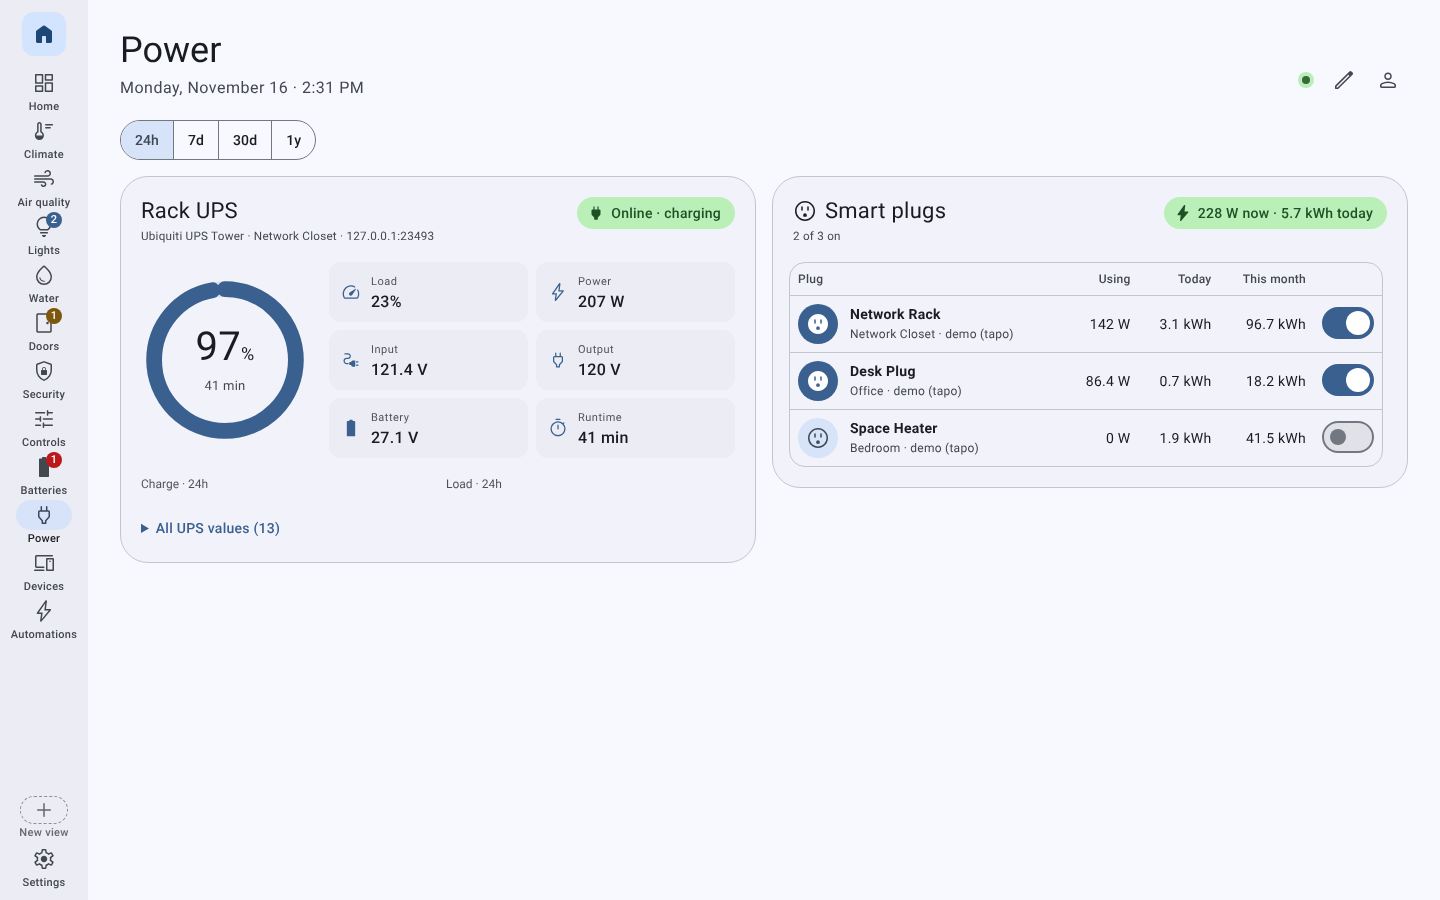 Home
Climate
Air quality
2
Lights
Water
1
Doors
Security
Controls
1
Batteries
Power
Devices
Automations
New view
Settings
Power
Monday, November 16 · 2:31 PM
24h 7d 30d 1y
Rack UPS
Online · charging
Ubiquiti UPS Tower · Network Closet · 127.0.0.1:23493
97%
41 min
Load
23%
Power
207 W
Input
121.4 V
Output
120 V
Battery
27.1 V
Runtime
41 min
Charge · 24h
Load · 24h
All UPS values (13)
Smart plugs
228 W now · 5.7 kWh today
2 of 3 on
Plug Using Today This month
Network Rack
Network Closet · demo (tapo)
142 W 3.1 kWh 96.7 kWh
Desk Plug
Office · demo (tapo)
86.4 W 0.7 kWh 18.2 kWh
Space Heater
Bedroom · demo (tapo)
0 W 1.9 kWh 41.5 kWh